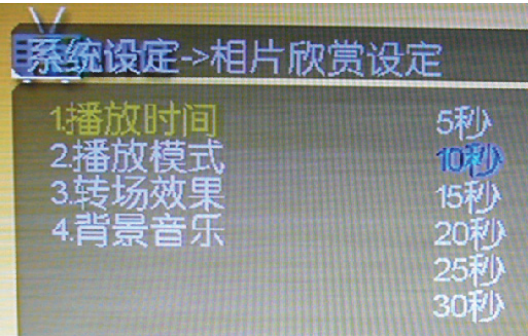 系统设定->相片欣赏设定
1.播放时间
2.播放模式
3.转场效果
4.背景音乐
5秒
10秒
15秒
20秒
25秒
30秒